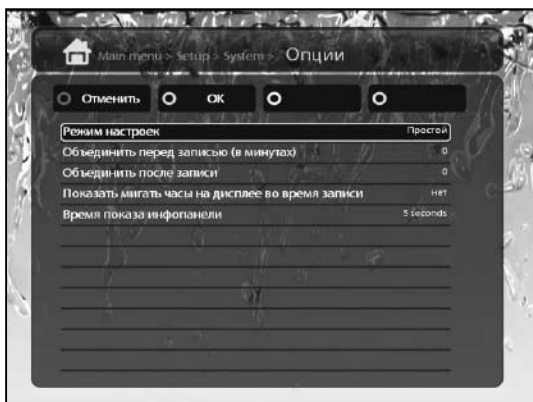 Main menu > Setup > System > Опции
Отменить OK
Режим настроек Простой
Объединить перед записью (в минутах) 0
Объединить после записи 0
Показать мигать часы на дисплее во время записи Нет
Время показа инфопанели 5 seconds